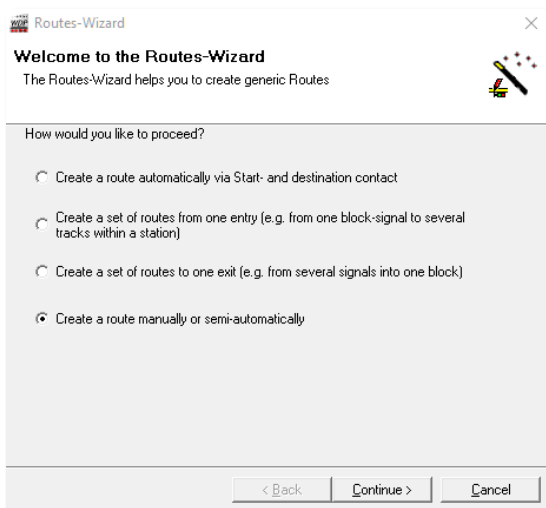 WDP Routes-Wizard
Welcome to the Routes-Wizard
The Routes-Wizard helps you to create generic Routes
How would you like to proceed?
Create a route automatically via Start- and destination contact
Create a set of routes from one entry (e.g. from one block-signal to several
tracks within a station)
Create a set of routes to one exit (e.g. from several signals into one block)
Create a route manually or semi-automatically
< Back Continue > Cancel